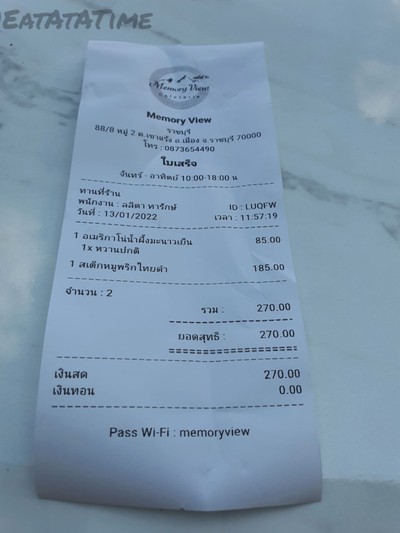 EATATATIME
Memory View
Memory View
ราชบุรี
88/8 หมู่ 2 ต.เขาแร้ง อ.เมือง จ.ราชบุรี 70000
โทร : 0873654490
ใบเสร็จ
จันทร์ - อาทิตย์ 10:00-18:00 น
ทานที่ร้าน
พนักงาน : ลลิตา ทารักษ์ ID : LUQFW
วันที่ : 13/01/2022 เวลา : 11:57:19
1 อเมริกาโน่น้ำผึ้งมะนาวเย็น 85.00
1x หวานปกติ
1 สเต็กหมูพริกไทยดำ 185.00
จำนวน : 2
รวม : 270.00
ยอดสุทธิ : 270.00
เงินสด 270.00
เงินทอน 0.00
Pass Wi-Fi : memoryview